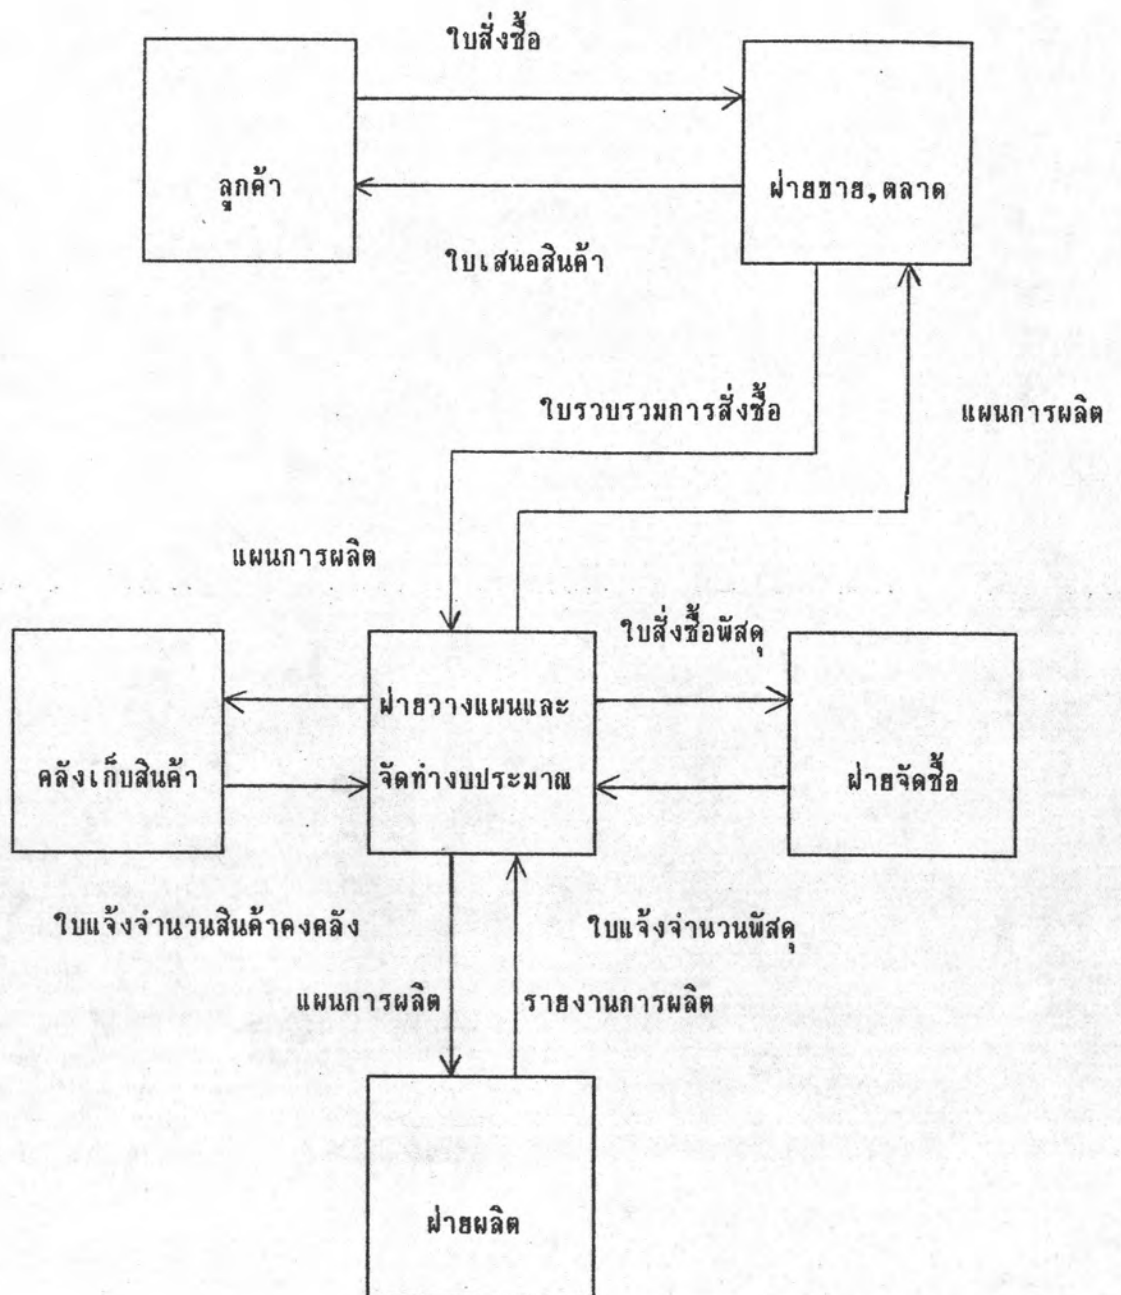 ใบสั่งซื้อ
ลูกค้า
ฝ่ายขาย,ตลาด
ใบเสนอสินค้า
ใบรวบรวมการสั่งซื้อ
แผนการผลิต
แผนการผลิต
ใบสั่งซื้อพัสดุ
ฝ่ายวางแผนและ
จัดทำงบประมาณ
คลังเก็บสินค้า
ฝ่ายจัดซื้อ
ใบแจ้งจำนวนสินค้าคงคลัง
ใบแจ้งจำนวนพัสดุ
แผนการผลิต
รายงานการผลิต
ฝ่ายผลิต